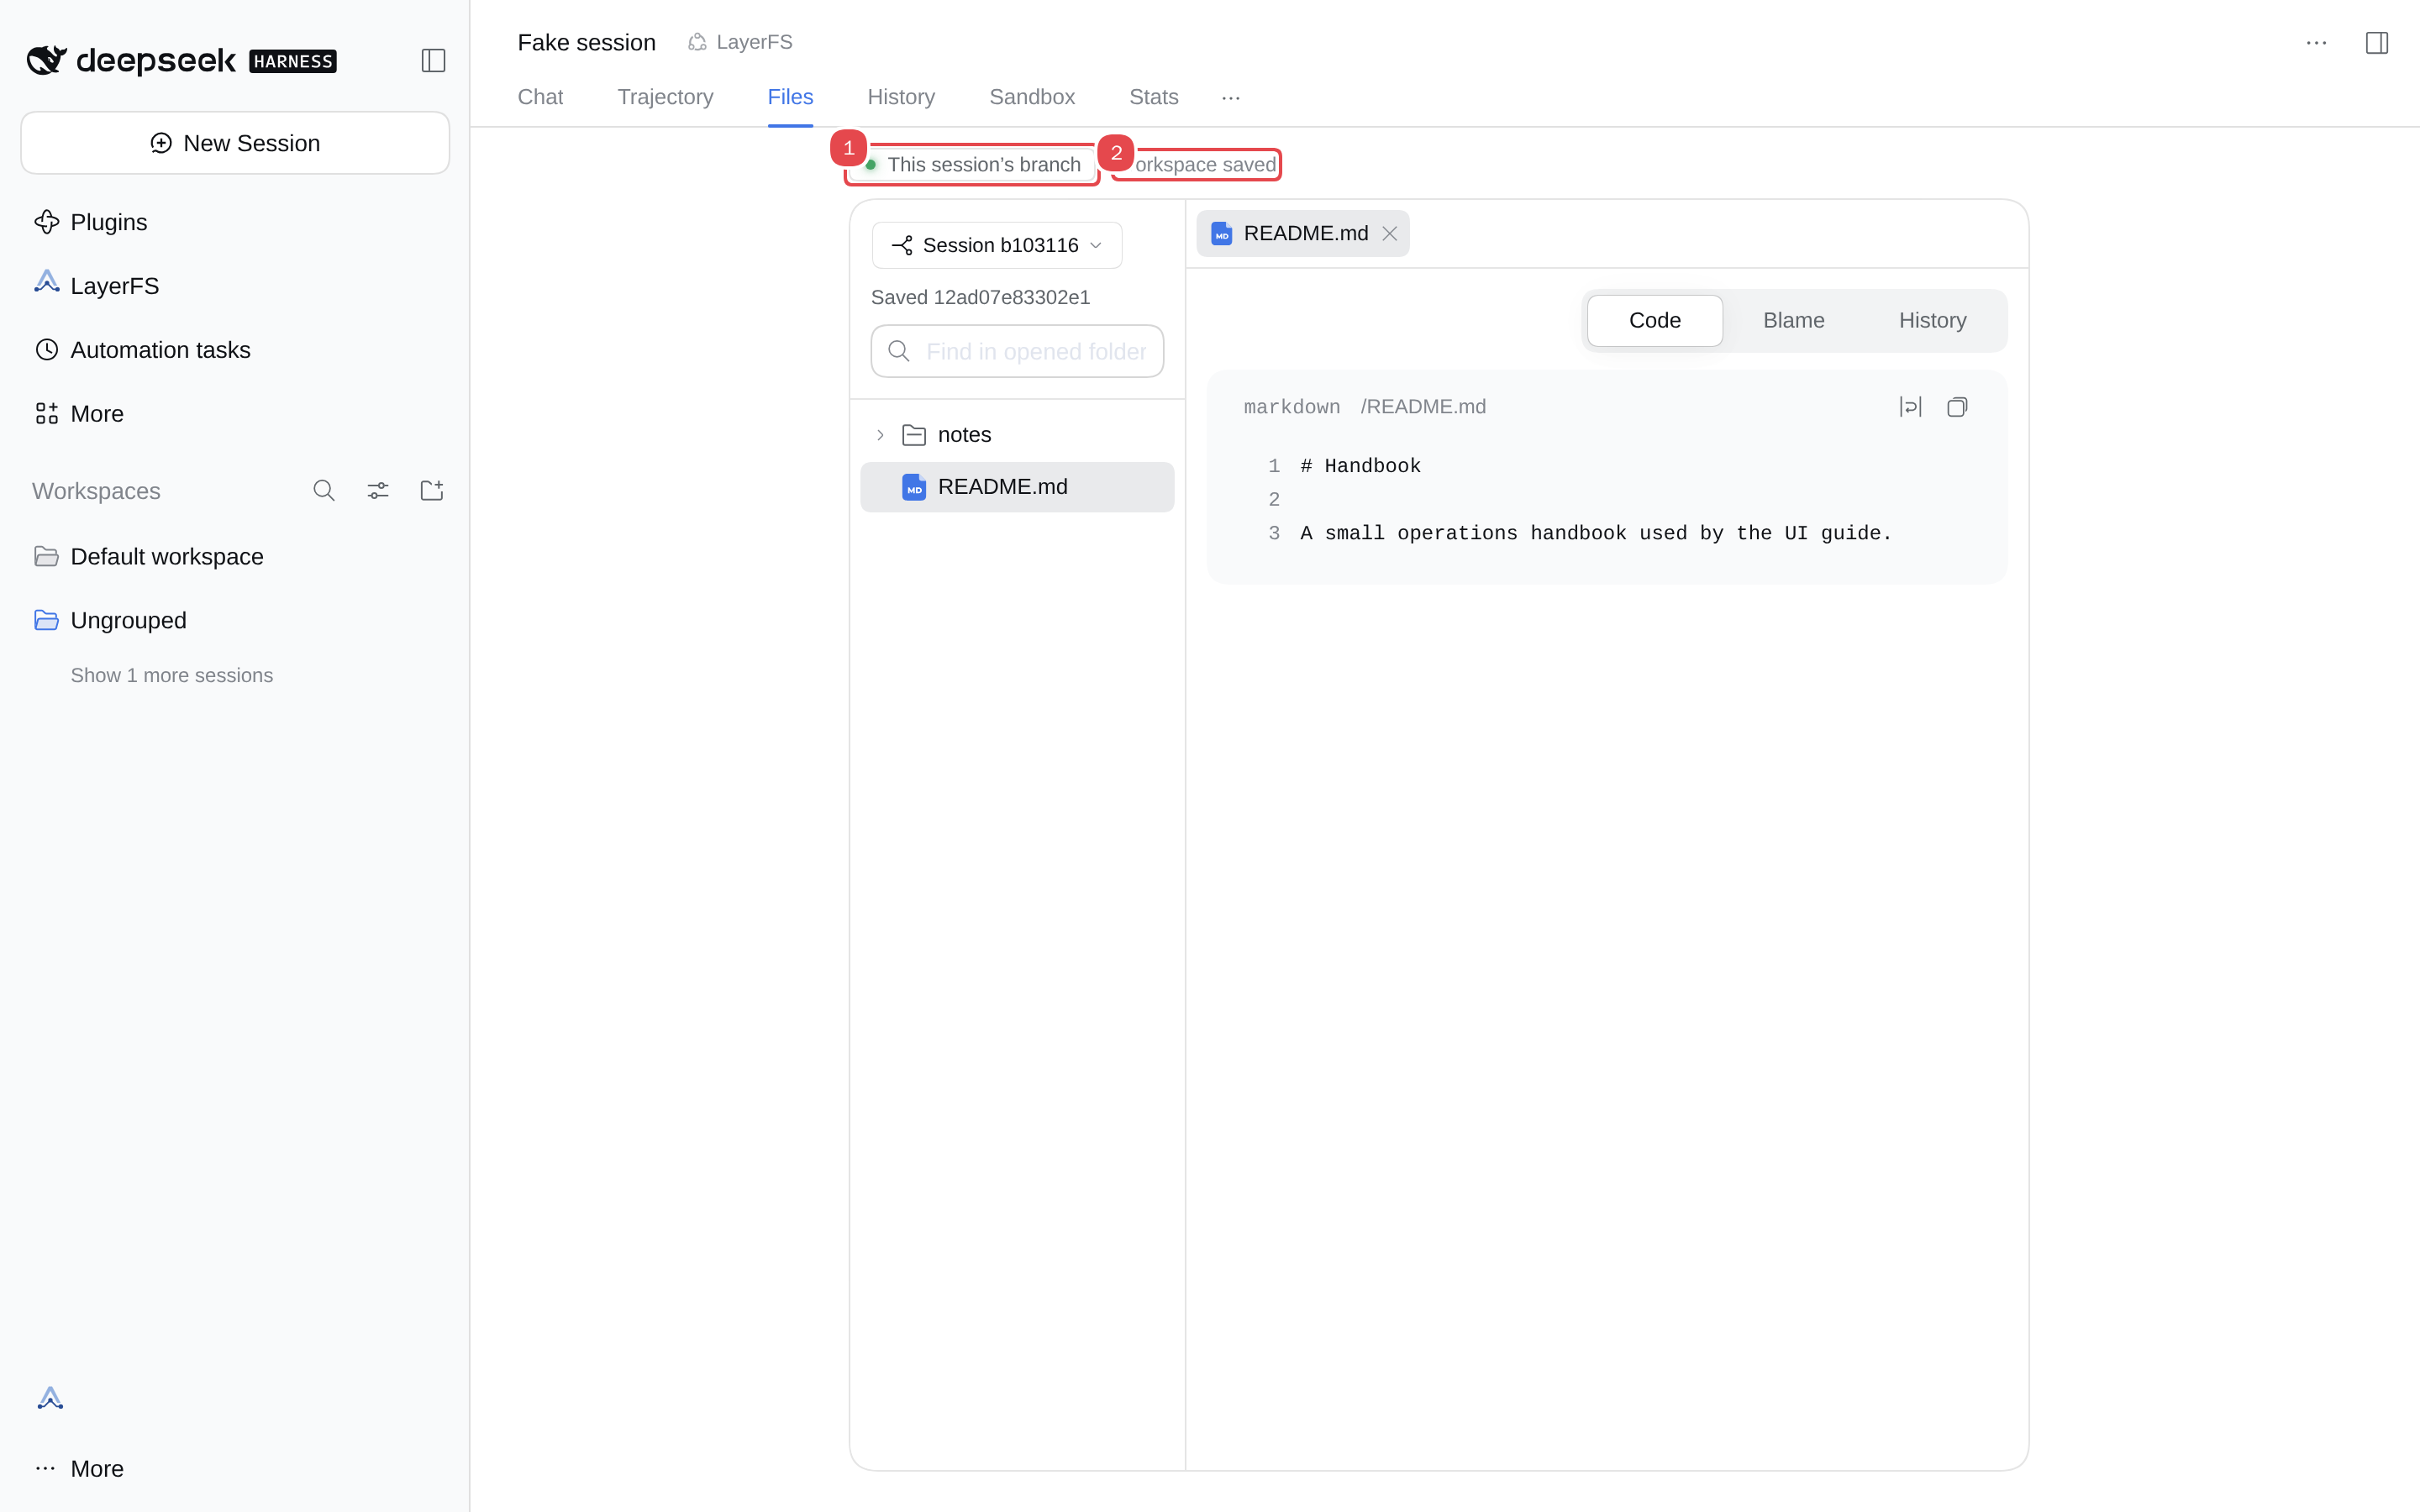 deepseek HARNESS
New Session
Plugins
LayerFS
Automation tasks
More
Workspaces
Default workspace
Ungrouped
Show 1 more sessions
More
Fake session LayerFS
Chat Trajectory Files History Sandbox Stats
1 This session’s branch 2 orkspace saved
Session b103116
Saved 12ad07e83302e1
Find in opened folder
notes
MD README.md
MD README.md
Code Blame History
markdown /README.md
1 # Handbook
2
3 A small operations handbook used by the UI guide.